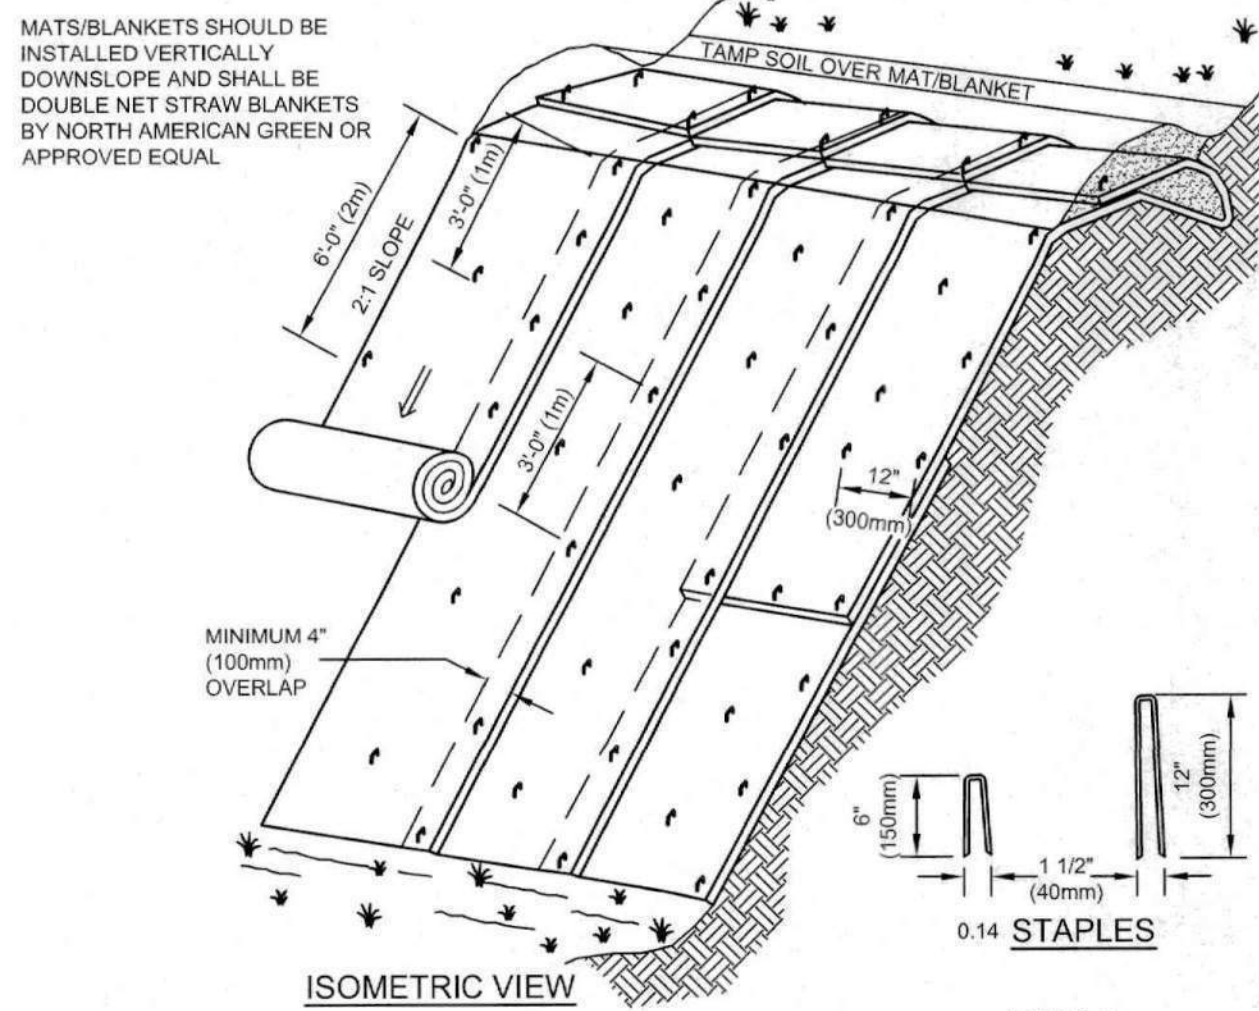 MATS/BLANKETS SHOULD BE
INSTALLED VERTICALLY
DOWNSLOPE AND SHALL BE
DOUBLE NET STRAW BLANKETS
BY NORTH AMERICAN GREEN OR
APPROVED EQUAL
TAMP SOIL OVER MAT/BLANKET
6'-0" (2m)
3'-0" (1m)
2:1 SLOPE
3'-0" (1m)
12"
(300mm)
MINIMUM 4"
(100mm)
OVERLAP
6"
(150mm)
12"
(300mm)
1 1/2"
(40mm)
0.14 STAPLES
ISOMETRIC VIEW